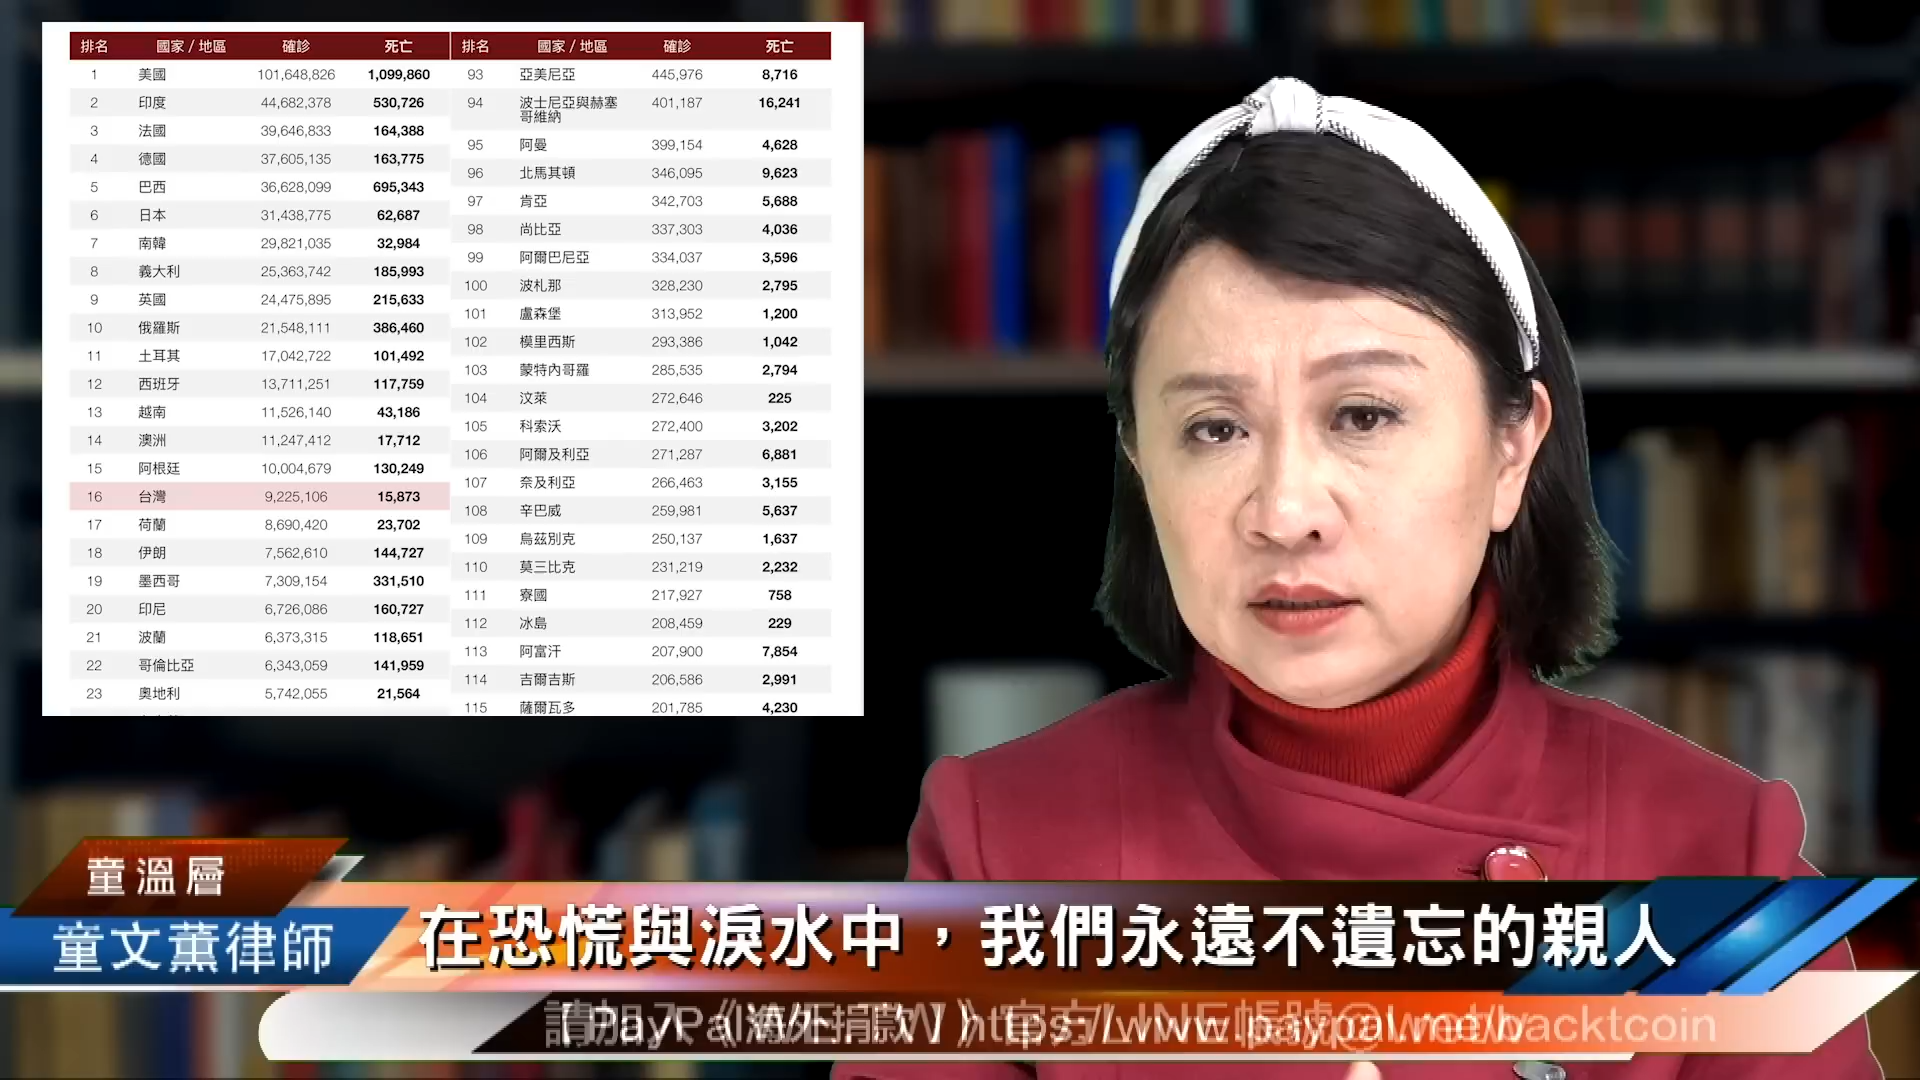 排名 國家 / 地區 確診 死亡
1 美國 101,648,826 1,099,860
2 印度 44,682,378 530,726
3 法國 39,646,833 164,388
4 德國 37,605,135 163,775
5 巴西 36,628,099 695,343
6 日本 31,438,775 62,687
7 南韓 29,821,035 32,984
8 義大利 25,363,742 185,993
9 英國 24,475,895 215,633
10 俄羅斯 21,548,111 386,460
11 土耳其 17,042,722 101,492
12 西班牙 13,711,251 117,759
13 越南 11,526,140 43,186
14 澳洲 11,247,412 17,712
15 阿根廷 10,004,679 130,249
16 台灣 9,225,106 15,873
17 荷蘭 8,690,420 23,702
18 伊朗 7,562,610 144,727
19 墨西哥 7,309,154 331,510
20 印尼 6,726,086 160,727
21 波蘭 6,373,315 118,651
22 哥倫比亞 6,343,059 141,959
23 奧地利 5,742,055 21,564
排名 國家 / 地區 確診 死亡
93 亞美尼亞 445,976 8,716
94 波士尼亞與赫塞 401,187 16,241
哥維納
95 阿曼 399,154 4,628
96 北馬其頓 346,095 9,623
97 肯亞 342,703 5,688
98 尚比亞 337,303 4,036
99 阿爾巴尼亞 334,037 3,596
100 波札那 328,230 2,795
101 盧森堡 313,952 1,200
102 模里西斯 293,386 1,042
103 蒙特內哥羅 285,535 2,794
104 汶萊 272,646 225
105 科索沃 272,400 3,202
106 阿爾及利亞 271,287 6,881
107 奈及利亞 266,463 3,155
108 辛巴威 259,981 5,637
109 烏茲別克 250,137 1,637
110 莫三比克 231,219 2,232
111 寮國 217,927 758
112 冰島 208,459 229
113 阿富汗 207,900 7,854
114 吉爾吉斯 206,586 2,991
115 薩爾瓦多 201,785 4,230
童溫層
童文薰律師
在恐慌與淚水中，我們永遠不遺忘的親人